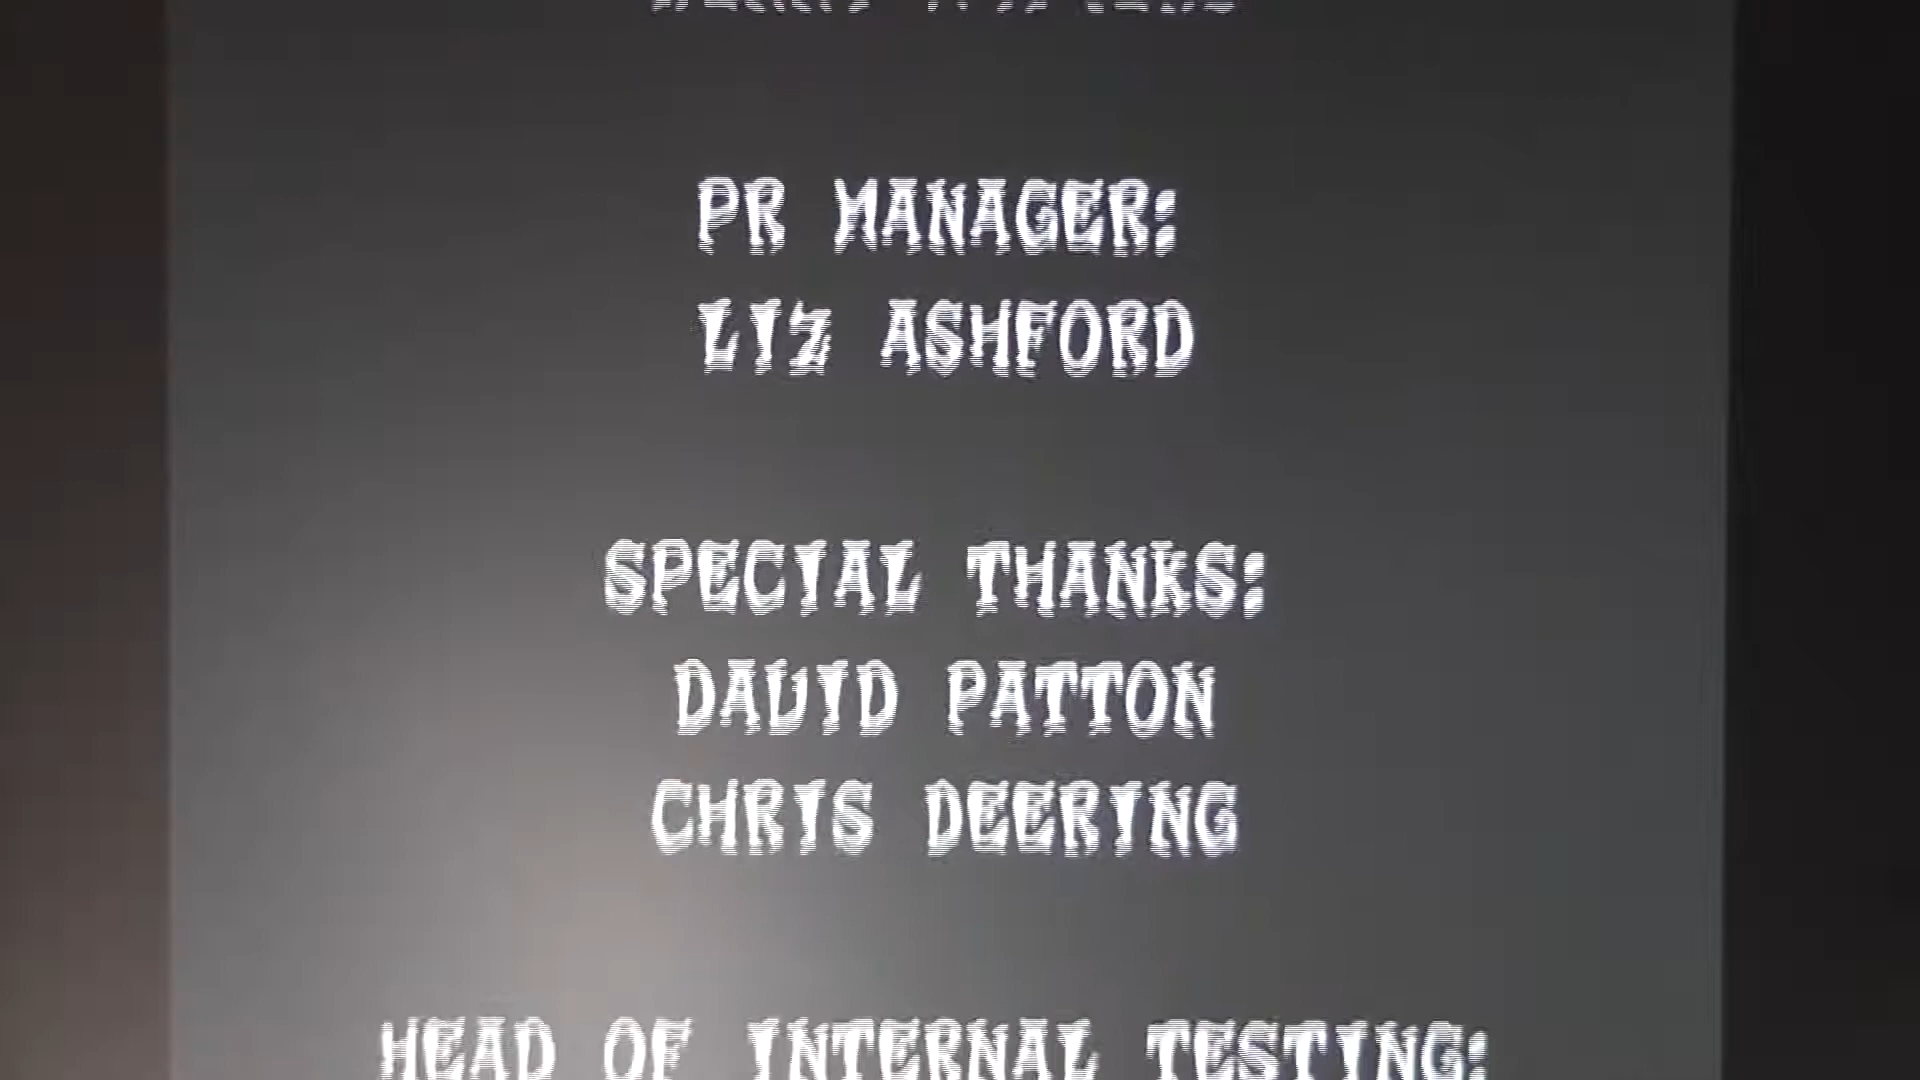 PR MANAGER:
LIZ ASHFORD
SPECIAL THANKS:
DAVID PATTON
CHRIS DEERING
HEAD OF INTERNAL TESTING: